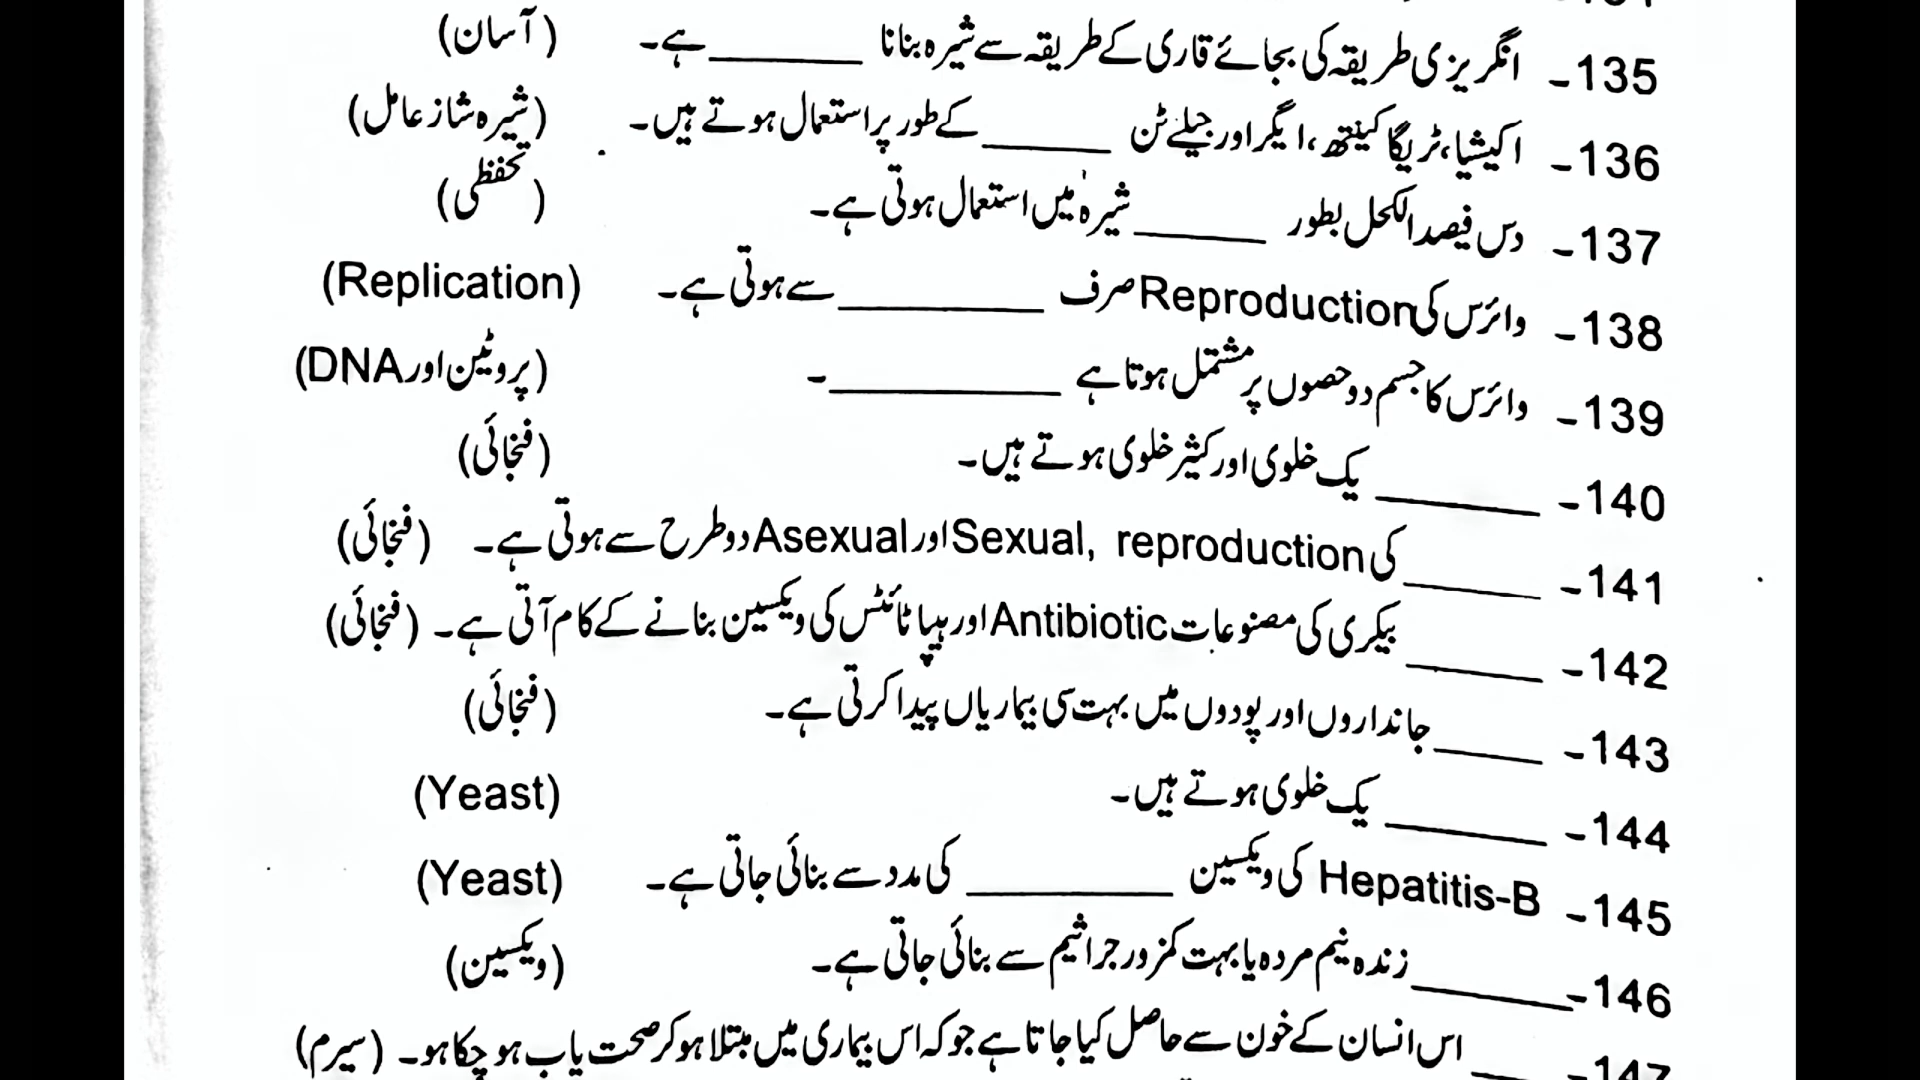 135۔ انگریزی طریقہ کی بجائے قاری کے طریقہ سے شیرہ بنانا ______ ہے۔ (آسان)
136۔ اکیشیا، ٹریگا کینتھ، ایگر اور جیلے ٹن ______ کے طور پر استعمال ہوتے ہیں۔ (شیرہ شاز عامل)
137۔ دس فیصد الکحل بطور ______ شیرہ میں استعمال ہوتی ہے۔ (تحفظی)
138۔ وائرس کی Reproduction صرف ______ سے ہوتی ہے۔ (Replication)
139۔ وائرس کا جسم دو حصوں پر مشتمل ہوتا ہے ______۔ (پروٹین اور DNA)
140۔ ______ یک خلوی اور کثیر خلوی ہوتے ہیں۔ (فنجائی)
141۔ ______ کی Sexual, reproduction اور Asexual دو طرح سے ہوتی ہے۔ (فنجائی)
142۔ ______ بیکری کی مصنوعات Antibiotic اور ہیپاٹائٹس کی ویکسین بنانے کے کام آتی ہے۔ (فنجائی)
143۔ ______ جانداروں اور پودوں میں بہت سی بیماریاں پیدا کرتی ہے۔ (فنجائی)
144۔ ______ یک خلوی ہوتے ہیں۔ (Yeast)
145۔ Hepatitis-B کی ویکسین ______ کی مدد سے بنائی جاتی ہے۔ (Yeast)
146۔ ______ زندہ نیم مردہ یا بہت کمزور جراثیم سے بنائی جاتی ہے۔ (ویکسین)
147۔ ______ اس انسان کے خون سے حاصل کیا جاتا ہے جو کہ اس بیماری میں مبتلا ہو کر صحت یاب ہو چکا ہو۔ (سیرم)